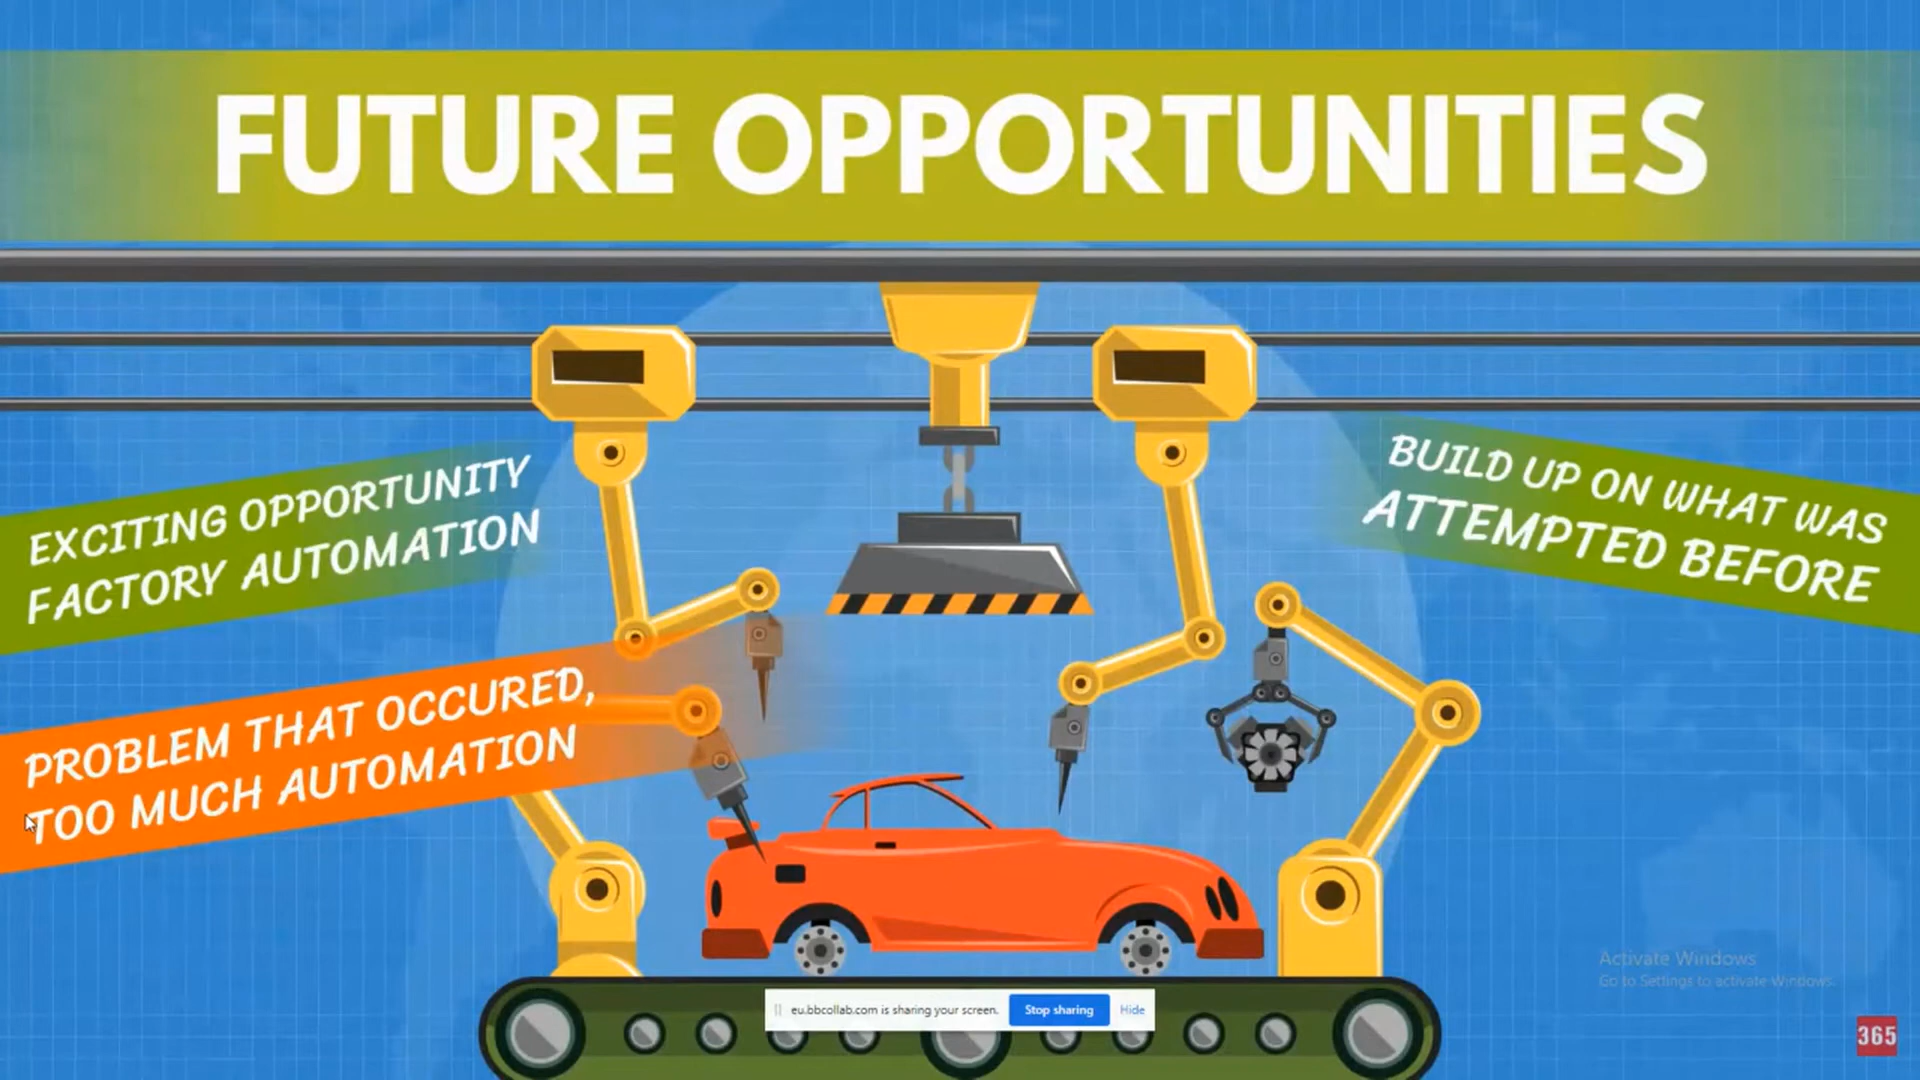 FUTURE OPPORTUNITIES
EXCITING OPPORTUNITY
FACTORY AUTOMATION
BUILD UP ON WHAT WAS
ATTEMPTED BEFORE
PROBLEM THAT OCCURED,
TOO MUCH AUTOMATION
Activate Windows
Go to Settings to activate Windows.
eu.bbcollab.com is sharing your screen.
Stop sharing
Hide
365